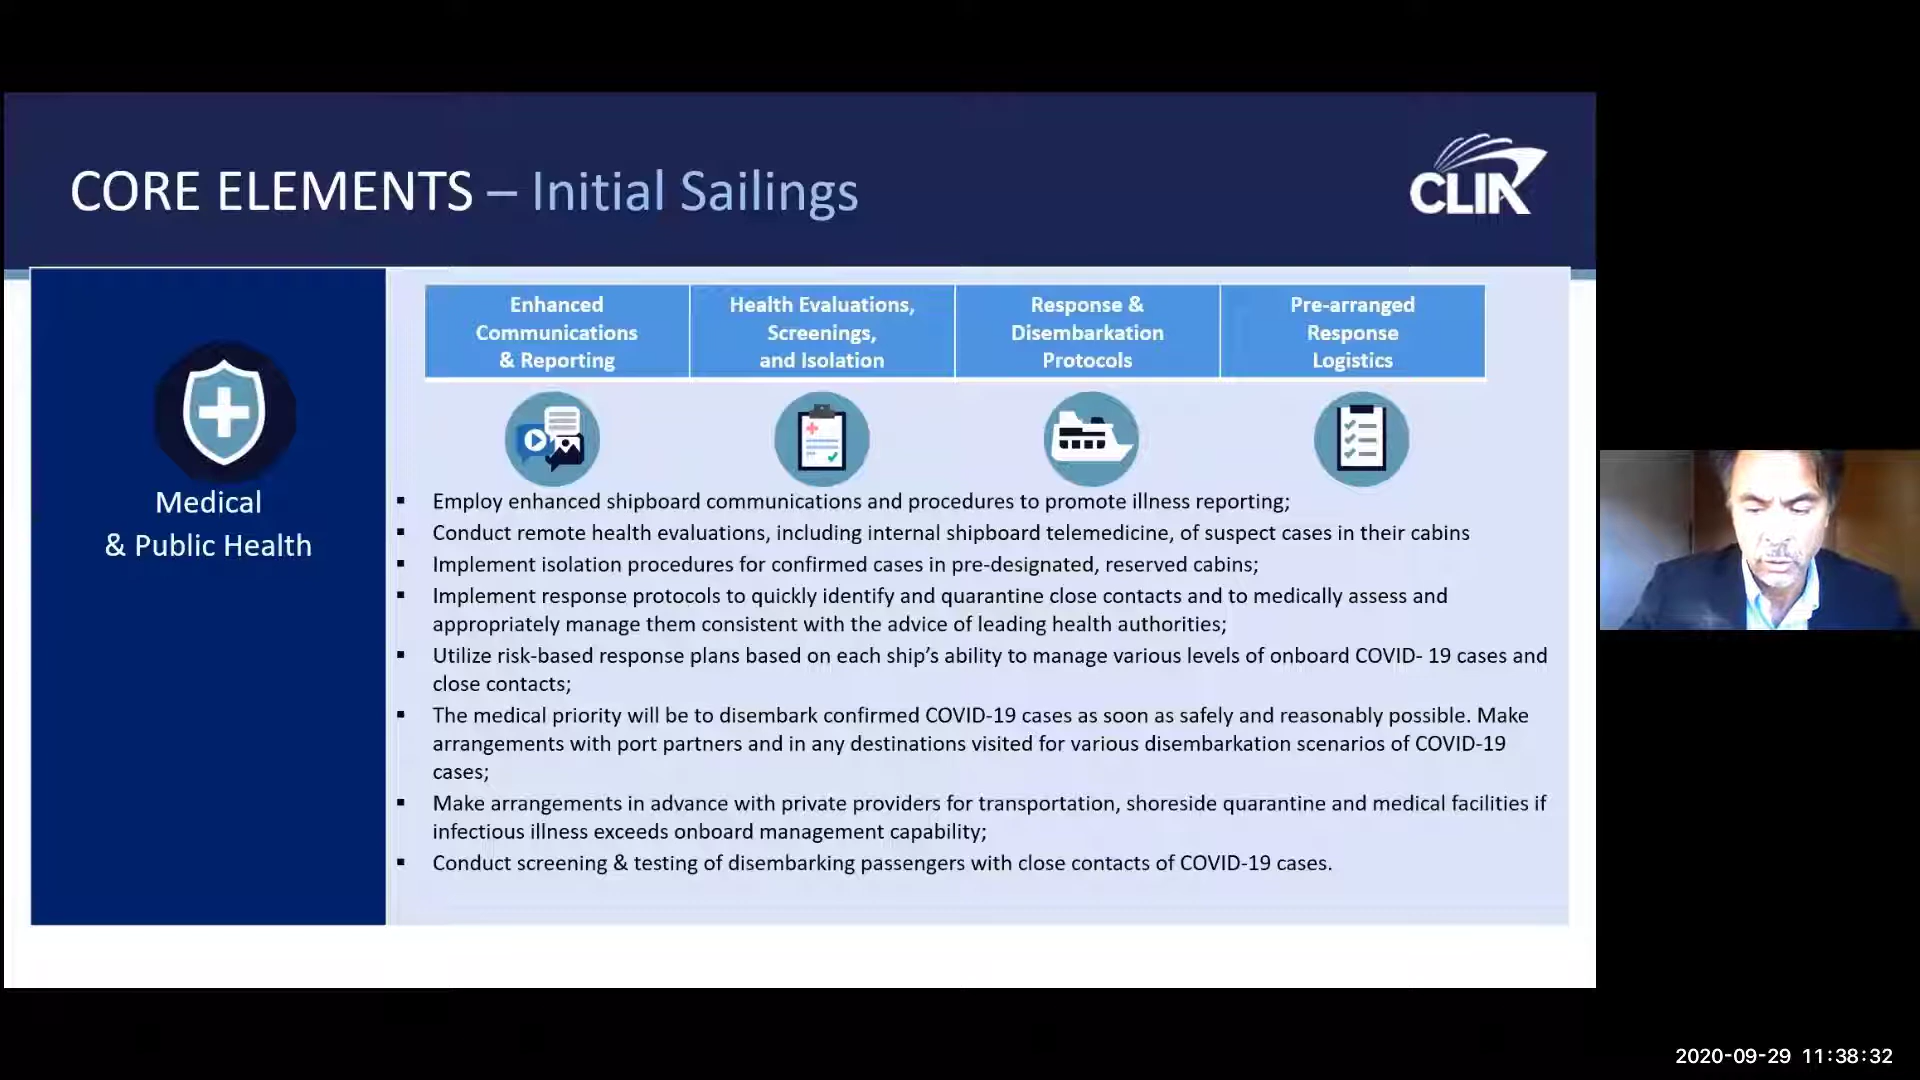 CORE ELEMENTS – Initial Sailings
CLIA
Medical
& Public Health
Enhanced
Communications
& Reporting
Health Evaluations,
Screenings,
and Isolation
Response &
Disembarkation
Protocols
Pre-arranged
Response
Logistics
▪ Employ enhanced shipboard communications and procedures to promote illness reporting;
▪ Conduct remote health evaluations, including internal shipboard telemedicine, of suspect cases in their cabins
▪ Implement isolation procedures for confirmed cases in pre-designated, reserved cabins;
▪ Implement response protocols to quickly identify and quarantine close contacts and to medically assess and
appropriately manage them consistent with the advice of leading health authorities;
▪ Utilize risk-based response plans based on each ship’s ability to manage various levels of onboard COVID- 19 cases and
close contacts;
▪ The medical priority will be to disembark confirmed COVID-19 cases as soon as safely and reasonably possible. Make
arrangements with port partners and in any destinations visited for various disembarkation scenarios of COVID-19
cases;
▪ Make arrangements in advance with private providers for transportation, shoreside quarantine and medical facilities if
infectious illness exceeds onboard management capability;
▪ Conduct screening & testing of disembarking passengers with close contacts of COVID-19 cases.
2020-09-29 11:38:32